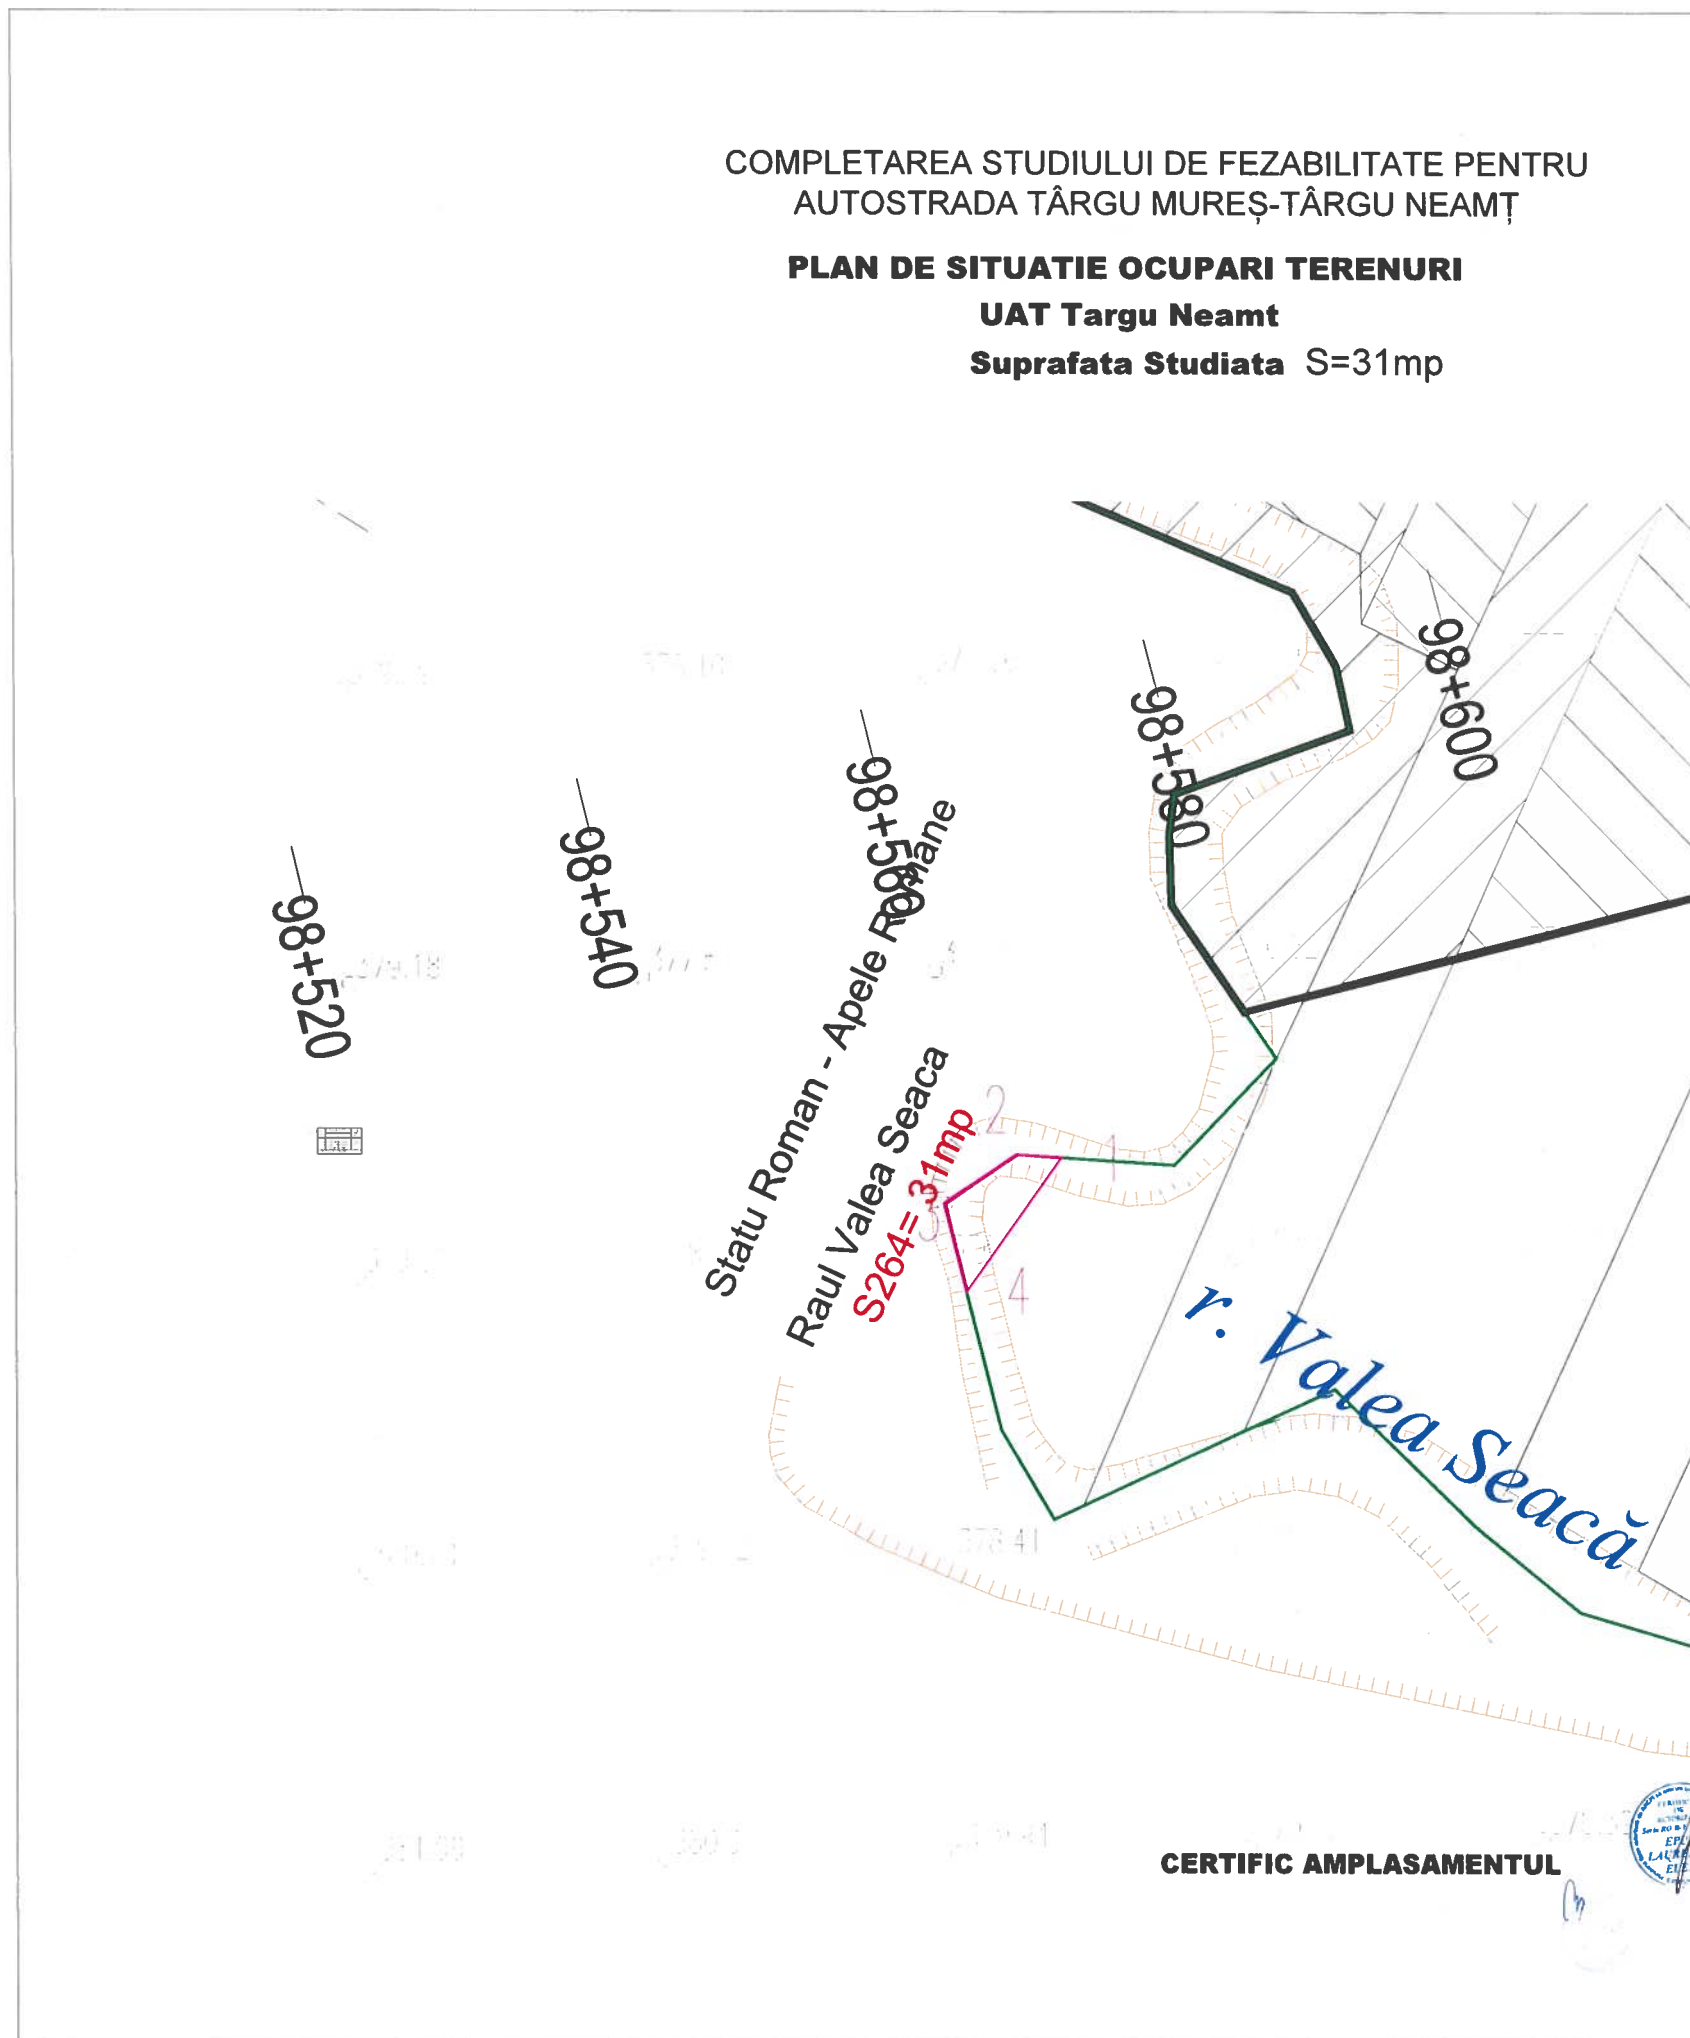 COMPLETAREA STUDIULUI DE FEZABILITATE PENTRU
AUTOSTRADA TÂRGU MUREȘ-TÂRGU NEAMȚ
PLAN DE SITUATIE OCUPARI TERENURI
UAT Targu Neamt
Suprafata Studiata S=31mp
98+600
98+580
98+560
98+540
98+520
Statu Roman - Apele Romane
Raul Valea Seaca
S264= 31mp
2
1
3
4
r. Valea Seacă
378.41
CERTIFIC AMPLASAMENTUL